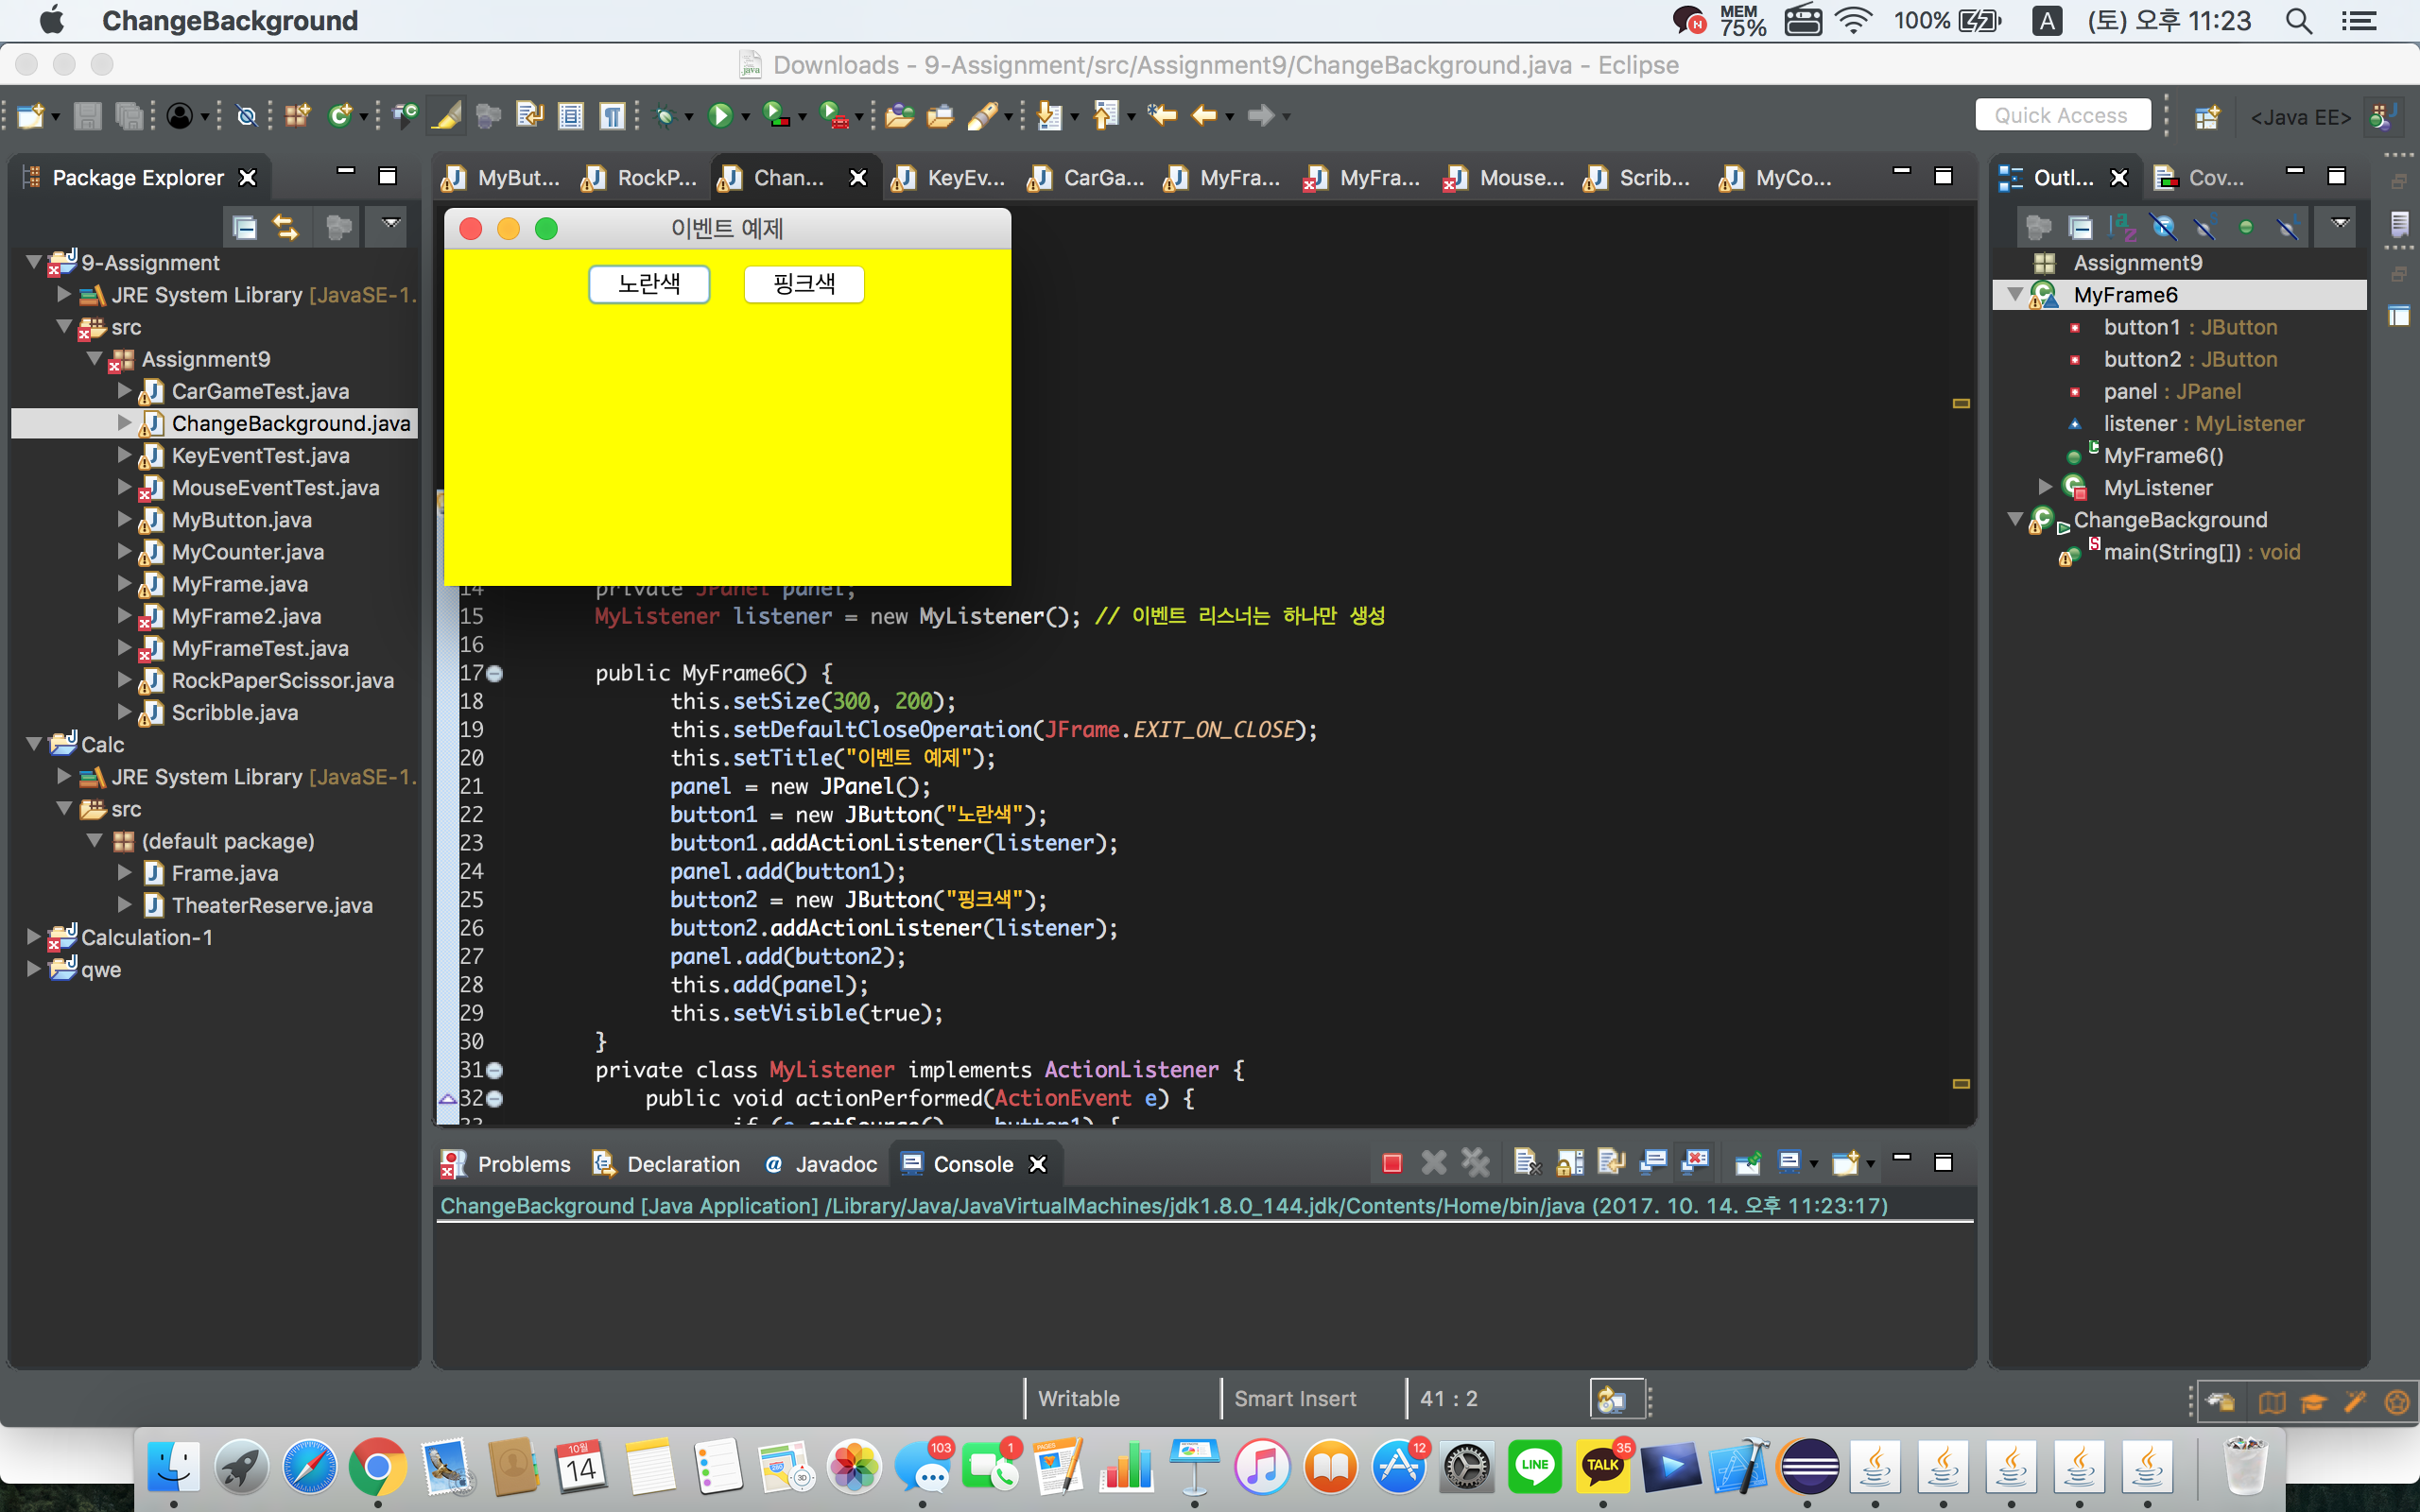 ChangeBackground
MEM 75%
100%
A
(토) 오후 11:23
Downloads - 9-Assignment/src/Assignment9/ChangeBackground.java - Eclipse
Quick Access
<Java EE>
Package Explorer
9-Assignment
JRE System Library [JavaSE-1.
src
Assignment9
CarGameTest.java
ChangeBackground.java
KeyEventTest.java
MouseEventTest.java
MyButton.java
MyCounter.java
MyFrame.java
MyFrame2.java
MyFrameTest.java
RockPaperScissor.java
Scribble.java
Calc
JRE System Library [JavaSE-1.
src
(default package)
Frame.java
TheaterReserve.java
Calculation-1
qwe
MyBut...
RockP...
Chan...
KeyEv...
CarGa...
MyFra...
MyFra...
Mouse...
Scrib...
MyCo...
이벤트 예제
노란색
핑크색
14 private JPanel panel;
15 MyListener listener = new MyListener(); // 이벤트 리스너는 하나만 생성
16
17 public MyFrame6() {
18 this.setSize(300, 200);
19 this.setDefaultCloseOperation(JFrame.EXIT_ON_CLOSE);
20 this.setTitle("이벤트 예제");
21 panel = new JPanel();
22 button1 = new JButton("노란색");
23 button1.addActionListener(listener);
24 panel.add(button1);
25 button2 = new JButton("핑크색");
26 button2.addActionListener(listener);
27 panel.add(button2);
28 this.add(panel);
29 this.setVisible(true);
30 }
31 private class MyListener implements ActionListener {
32 public void actionPerformed(ActionEvent e) {
Problems
Declaration
@ Javadoc
Console
ChangeBackground [Java Application] /Library/Java/JavaVirtualMachines/jdk1.8.0_144.jdk/Contents/Home/bin/java (2017. 10. 14. 오후 11:23:17)
Outl...
Cov...
Assignment9
MyFrame6
button1 : JButton
button2 : JButton
panel : JPanel
listener : MyListener
MyFrame6()
MyListener
ChangeBackground
main(String[]) : void
Writable
Smart Insert
41 : 2
10월
14
3D
103
1
PAGES
12
LINE
TALK
35